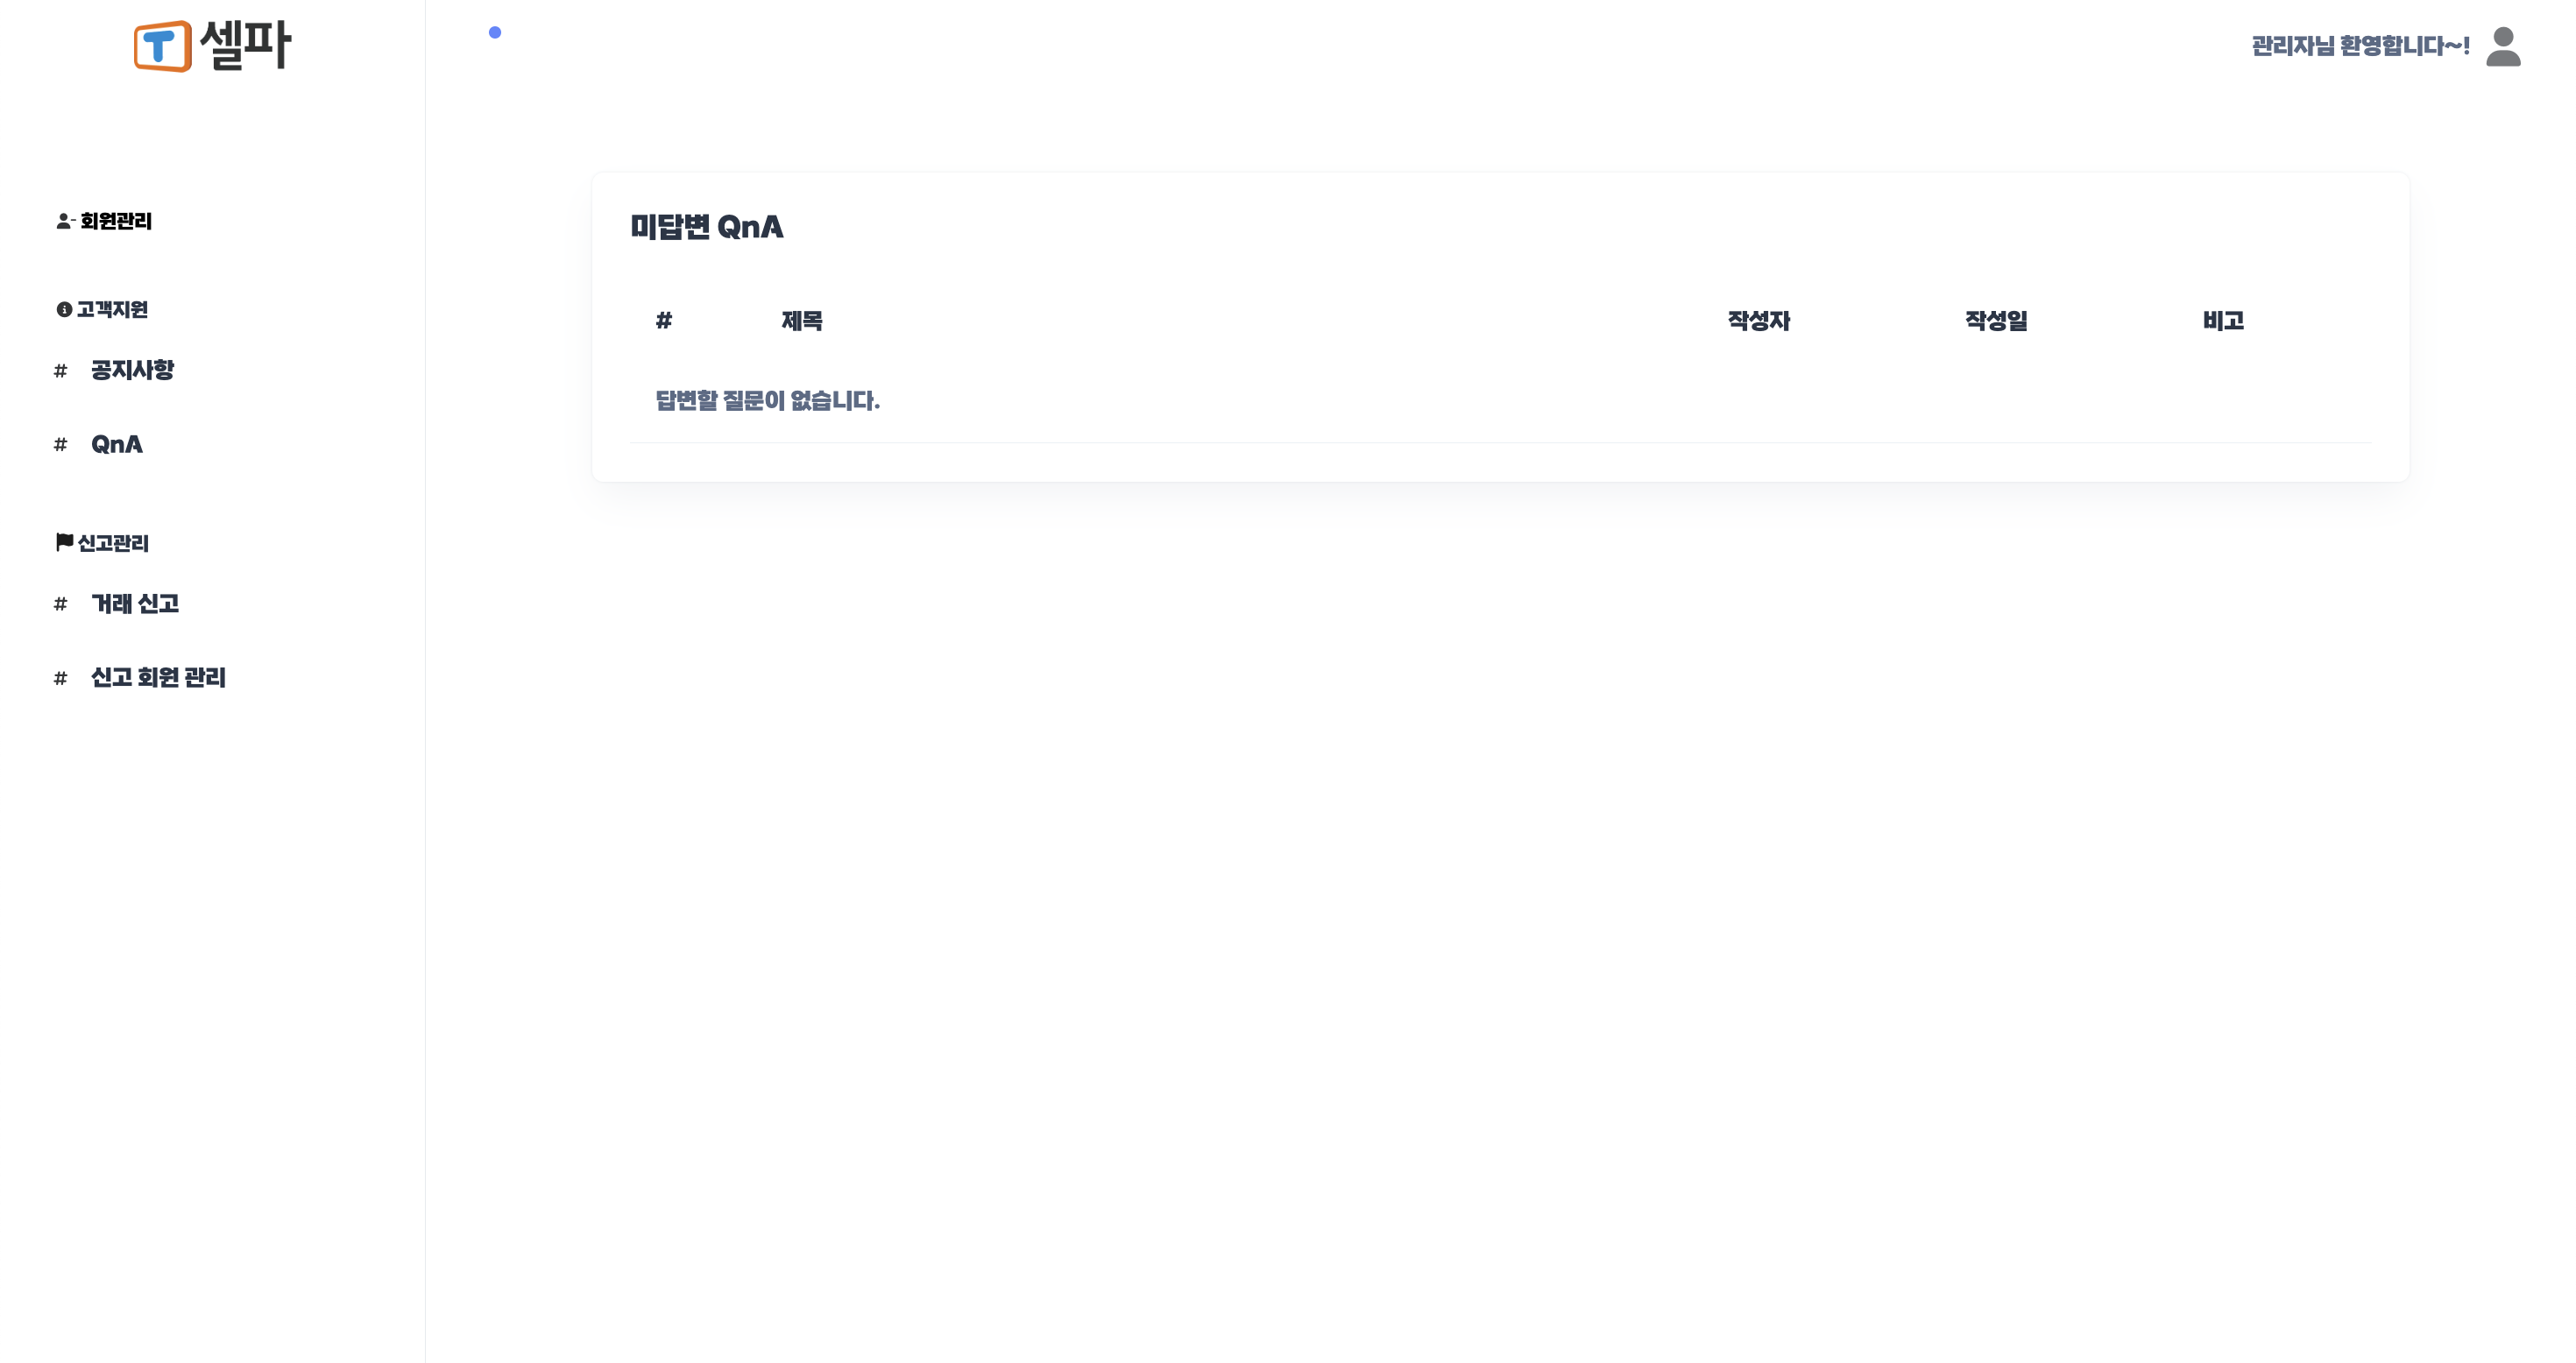 T 셀파
관리자님 환영합니다~!
회원관리
고객지원
# 공지사항
# QnA
신고관리
# 거래 신고
# 신고 회원 관리
미답변 QnA
# 제목 작성자 작성일 비고
답변할 질문이 없습니다.